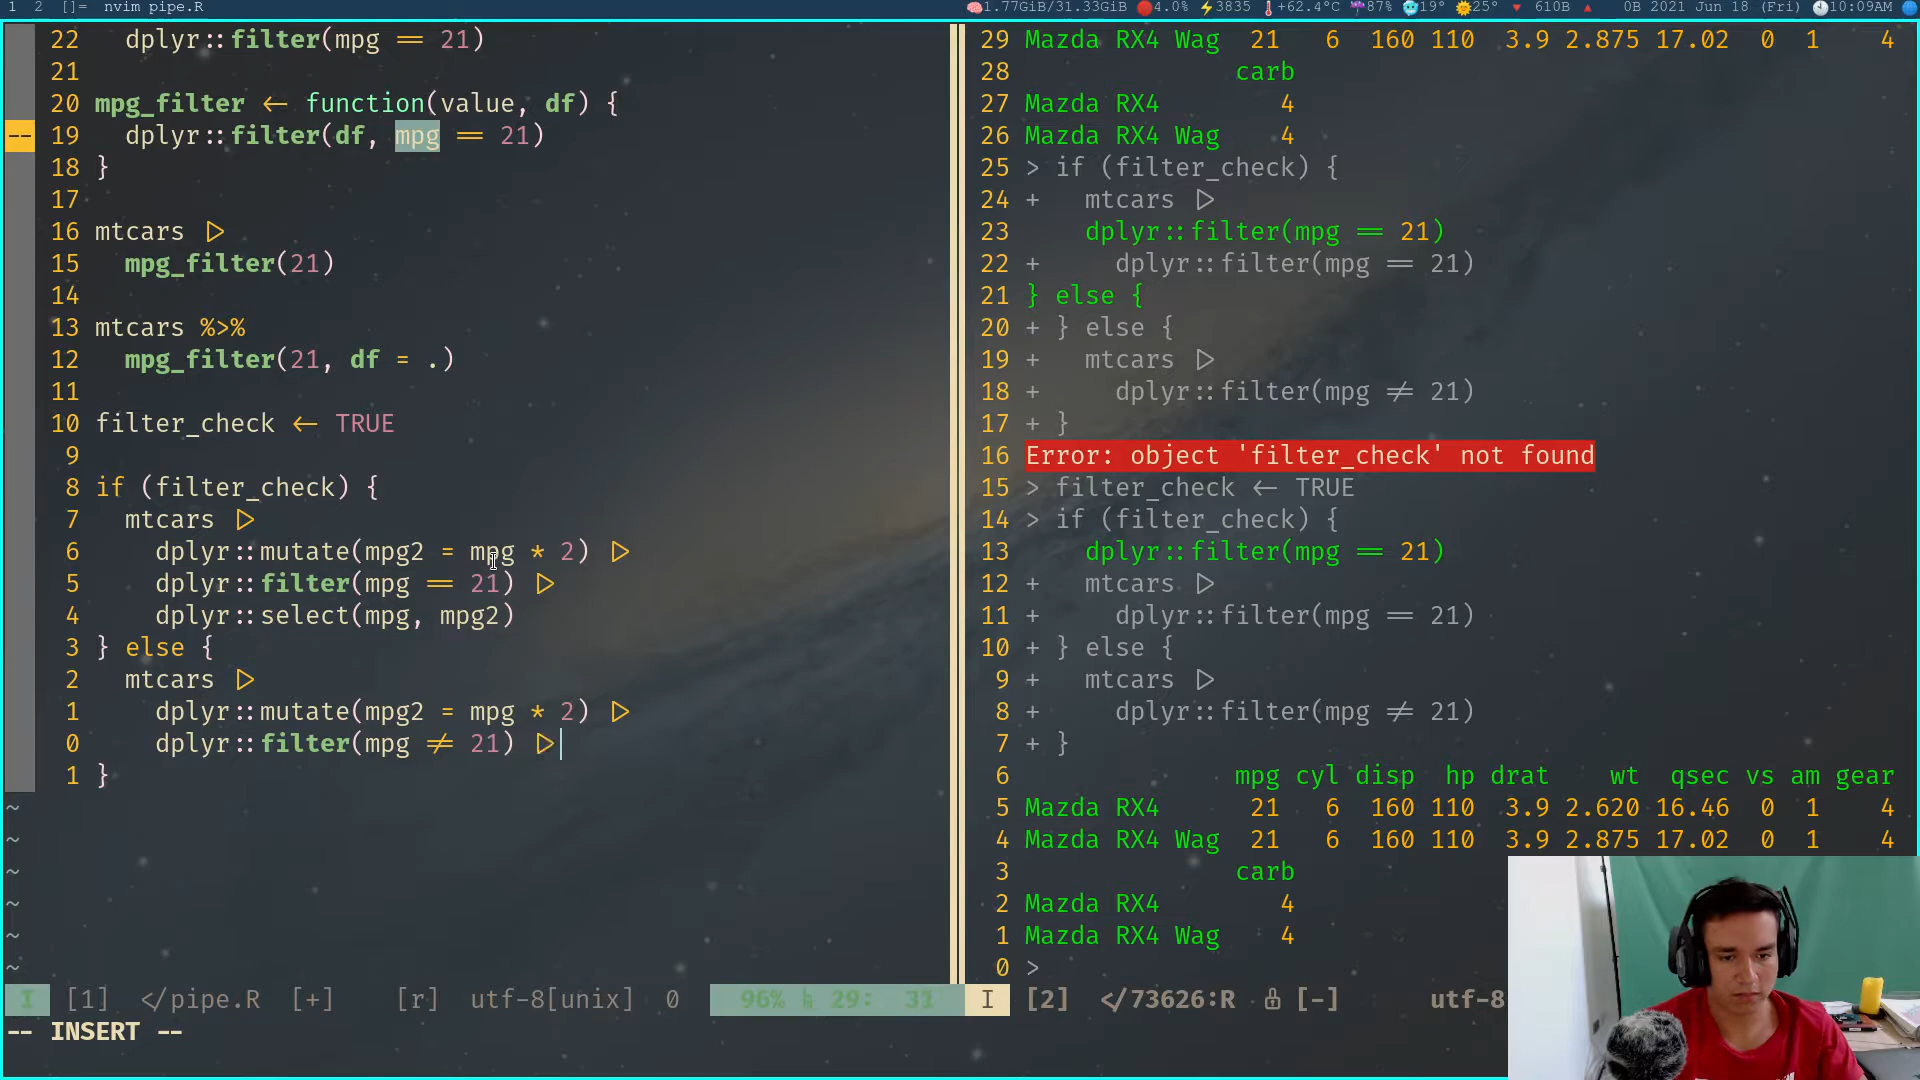 1 2 []= nvim pipe.R 1.77GiB/31.33GiB 4.0% 3835 +62.4°C 87% 19° 25° 610B 0B 2021 Jun 18 (Fri) 10:09AM
22 dplyr::filter(mpg == 21)
21
20 mpg_filter <- function(value, df) {
-- 19 dplyr::filter(df, mpg == 21)
18 }
17
16 mtcars |>
15 mpg_filter(21)
14
13 mtcars %>%
12 mpg_filter(21, df = .)
11
10 filter_check <- TRUE
9
8 if (filter_check) {
7 mtcars |>
6 dplyr::mutate(mpg2 = mpg * 2) |>
5 dplyr::filter(mpg == 21) |>
4 dplyr::select(mpg, mpg2)
3 } else {
2 mtcars |>
1 dplyr::mutate(mpg2 = mpg * 2) |>
0 dplyr::filter(mpg != 21) |>
1 }
~
~
~
~
~
~
I [1] </pipe.R [+] [r] utf-8[unix] 0 96% 29: 31
-- INSERT --
29 Mazda RX4 Wag 21 6 160 110 3.9 2.875 17.02 0 1 4
28 carb
27 Mazda RX4 4
26 Mazda RX4 Wag 4
25 > if (filter_check) {
24 + mtcars |>
23 dplyr::filter(mpg == 21)
22 + dplyr::filter(mpg == 21)
21 } else {
20 + } else {
19 + mtcars |>
18 + dplyr::filter(mpg != 21)
17 + }
16 Error: object 'filter_check' not found
15 > filter_check <- TRUE
14 > if (filter_check) {
13 dplyr::filter(mpg == 21)
12 + mtcars |>
11 + dplyr::filter(mpg == 21)
10 + } else {
9 + mtcars |>
8 + dplyr::filter(mpg != 21)
7 + }
6 mpg cyl disp hp drat wt qsec vs am gear
5 Mazda RX4 21 6 160 110 3.9 2.620 16.46 0 1 4
4 Mazda RX4 Wag 21 6 160 110 3.9 2.875 17.02 0 1 4
3 carb
2 Mazda RX4 4
1 Mazda RX4 Wag 4
0 >
I [2] </73626:R [-] utf-8